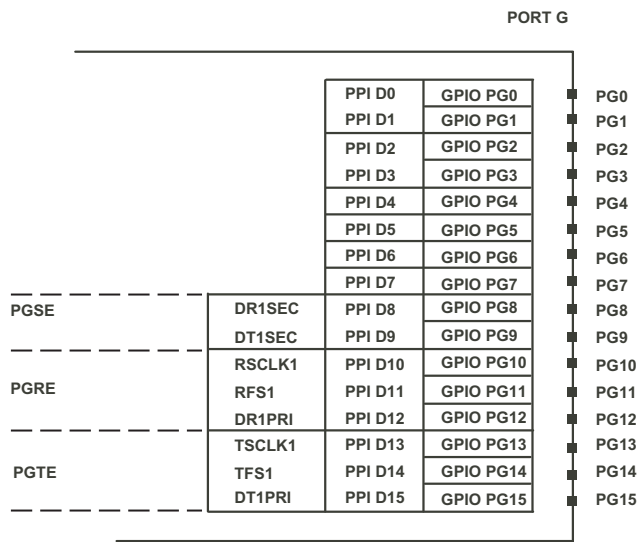 PORT G
PPI D0 GPIO PG0 PG0
PPI D1 GPIO PG1 PG1
PPI D2 GPIO PG2 PG2
PPI D3 GPIO PG3 PG3
PPI D4 GPIO PG4 PG4
PPI D5 GPIO PG5 PG5
PPI D6 GPIO PG6 PG6
PPI D7 GPIO PG7 PG7
PGSE DR1SEC PPI D8 GPIO PG8 PG8
DT1SEC PPI D9 GPIO PG9 PG9
RSCLK1 PPI D10 GPIO PG10 PG10
PGRE RFS1 PPI D11 GPIO PG11 PG11
DR1PRI PPI D12 GPIO PG12 PG12
TSCLK1 PPI D13 GPIO PG13 PG13
PGTE TFS1 PPI D14 GPIO PG14 PG14
DT1PRI PPI D15 GPIO PG15 PG15